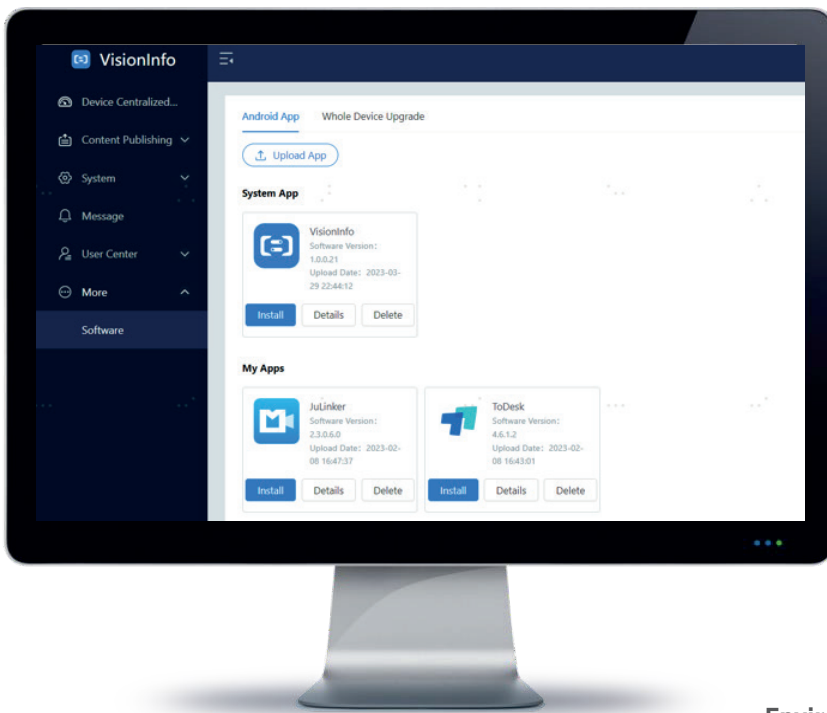 VisionInfo
Device Centralized...
Content Publishing
System
Message
User Center
More
Software
Android App
Whole Device Upgrade
Upload App
System App
VisionInfo
Software Version:
1.0.0.21
Upload Date: 2023-03-
29 22:44:12
Install
Details
Delete
My Apps
JuLinker
Software Version:
2.3.0.6.0
Upload Date: 2023-02-
08 16:47:37
Install
Details
Delete
ToDesk
Software Version:
4.6.1.2
Upload Date: 2023-02-
08 16:43:01
Install
Details
Delete